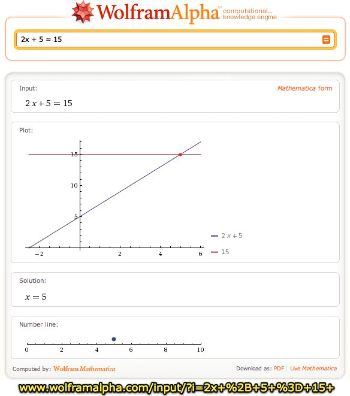 WolframAlpha computational... knowledge engine
2x + 5 = 15
Input:
Mathematica form
2 x + 5 = 15
Plot:
15
10
5
-2 2 4 6
2 x + 5
15
Solution:
x = 5
Number line:
0 2 4 6 8 10
Computed by: Wolfram Mathematica
Download as: PDF | Live Mathematica
www.wolframalpha.com/input/?i=2x+%2B+5+%3D+15+